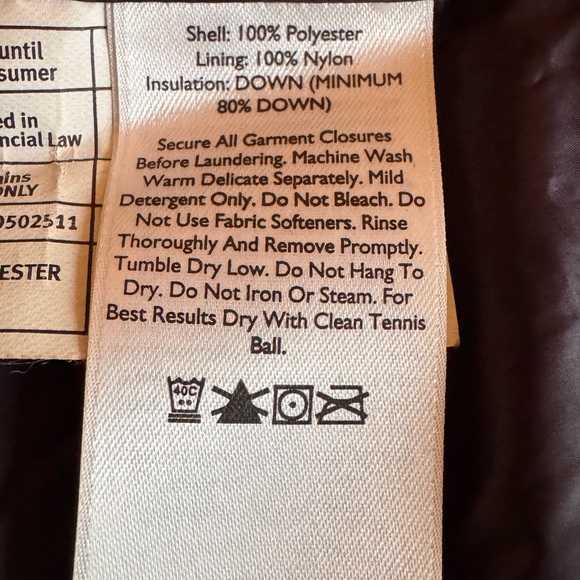 until
sumer
ed in
ncial Law
ins
ONLY
9502511
ESTER
Shell: 100% Polyester
Lining: 100% Nylon
Insulation: DOWN (MINIMUM
80% DOWN)
Secure All Garment Closures
Before Laundering. Machine Wash
Warm Delicate Separately. Mild
Detergent Only. Do Not Bleach. Do
Not Use Fabric Softeners. Rinse
Thoroughly And Remove Promptly.
Tumble Dry Low. Do Not Hang To
Dry. Do Not Iron Or Steam. For
Best Results Dry With Clean Tennis
Ball.
40C